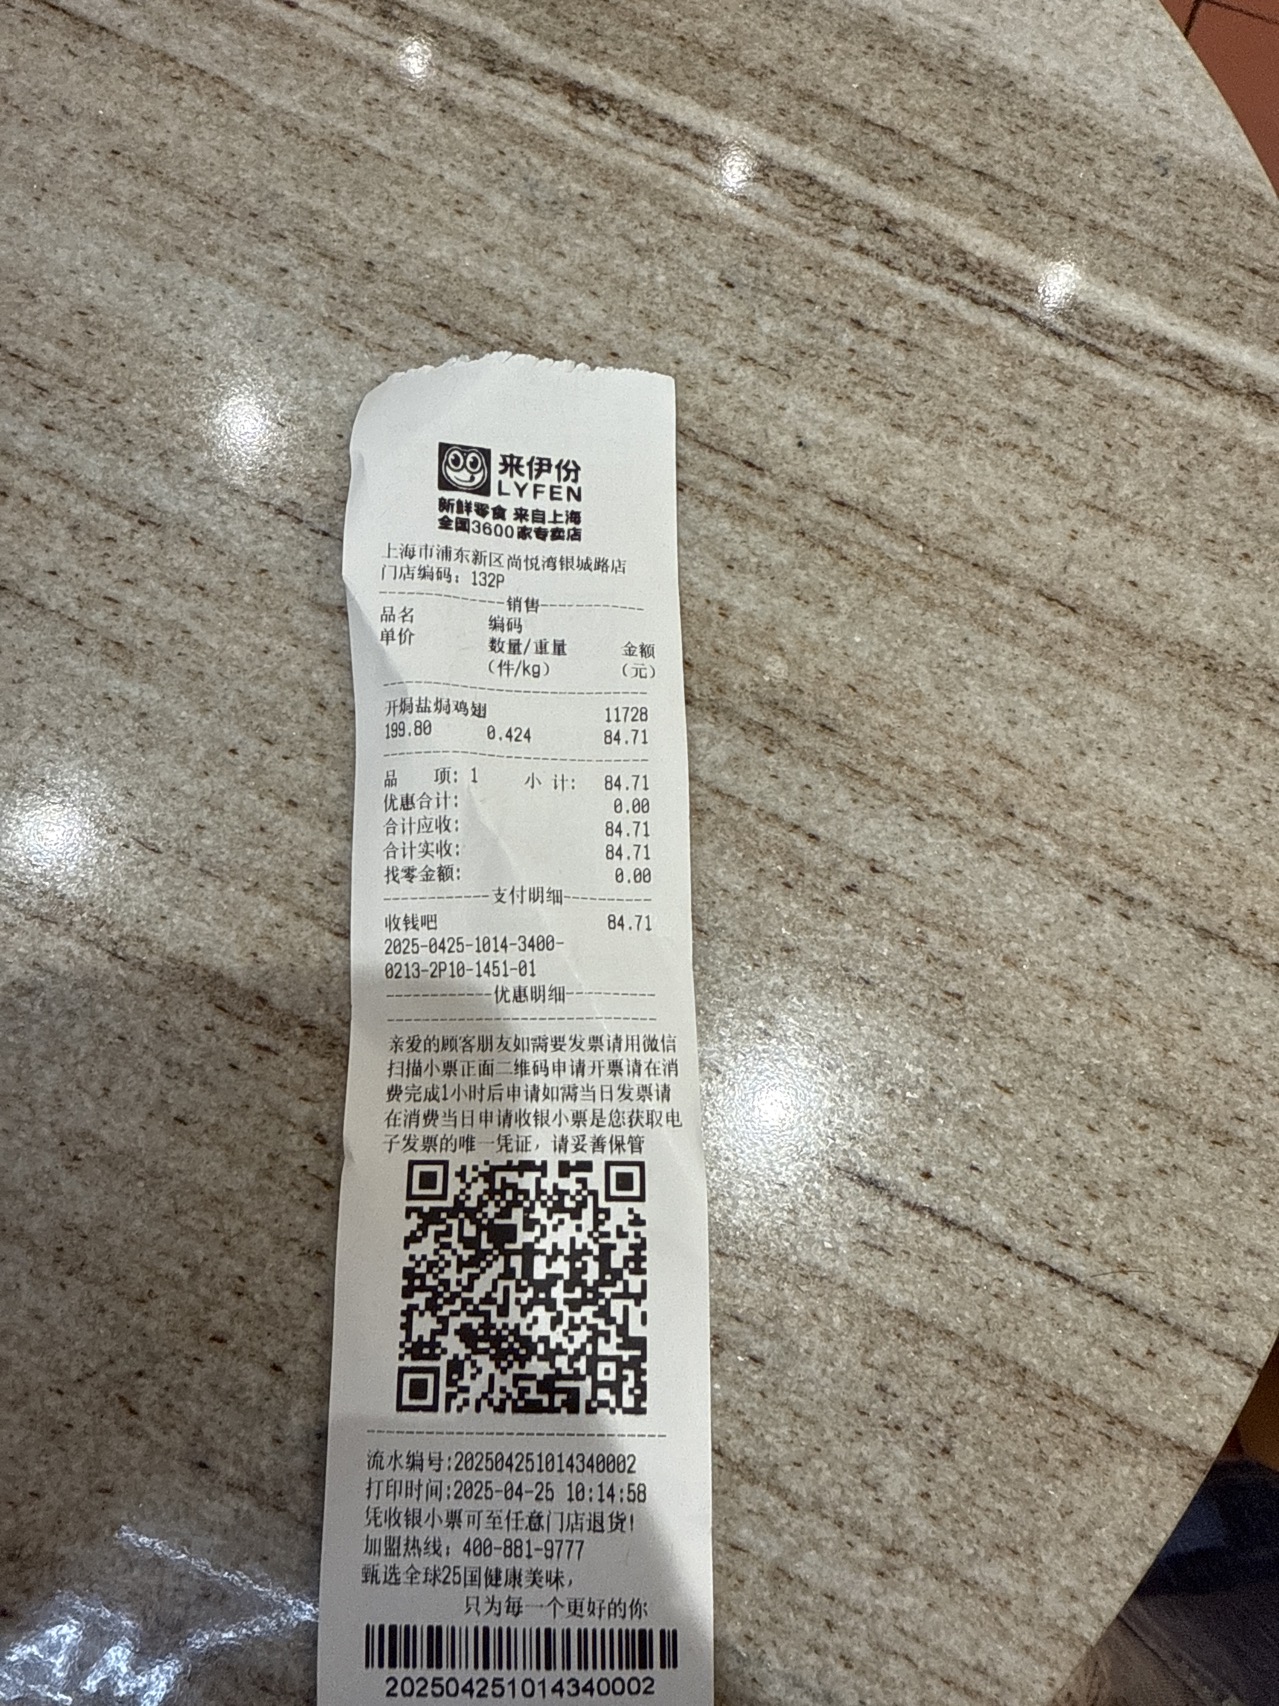 来伊份
LYFEN
新鲜零食 来自上海
全国3600家专卖店
上海市浦东新区尚悦湾银城路店
门店编码：132P
------------销售------------
品名 编码
单价 数量/重量 金额
（件/kg） （元）
开焗盐焗鸡翅 11728
199.80 0.424 84.71
品 项: 1 小 计: 84.71
优惠合计: 0.00
合计应收: 84.71
合计实收: 84.71
找零金额: 0.00
----------支付明细----------
收钱吧 84.71
2025-0425-1014-3400-
0213-2P10-1451-01
----------优惠明细----------
亲爱的顾客朋友如需要发票请用微信
扫描小票正面二维码申请开票请在消
费完成1小时后申请如需当日发票请
在消费当日申请收银小票是您获取电
子发票的唯一凭证，请妥善保管
流水编号:202504251014340002
打印时间:2025-04-25 10:14:58
凭收银小票可至任意门店退货!
加盟热线：400-881-9777
甄选全球25国健康美味，
只为每一个更好的你
202504251014340002